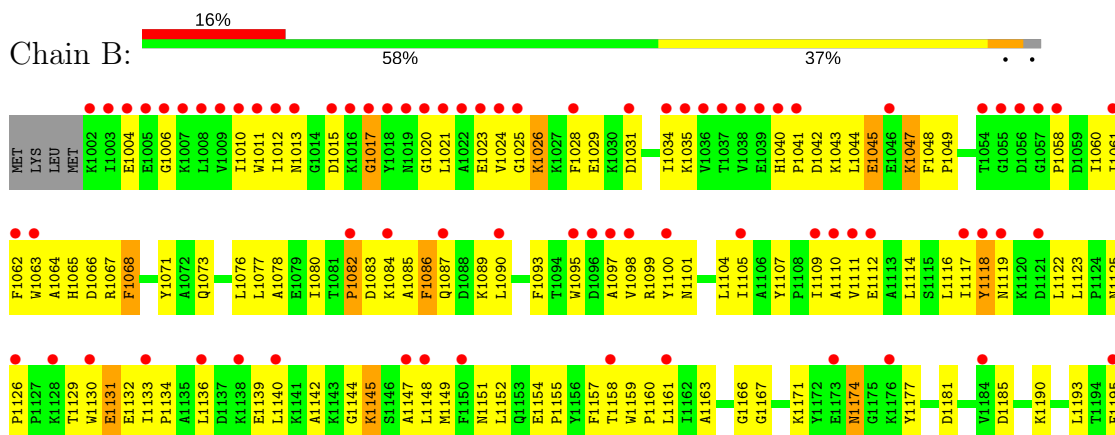 16%
Chain B:
58% 37% • •
MET LYS LEU MET K1002 I1003 E1004 E1005 G1006 K1007 L1008 V1009 I1010 W1011 I1012 N1013 G1014 D1015 K1016 G1017 Y1018 N1019 G1020 L1021 A1022 E1023 V1024 G1025 K1026 K1027 F1028 E1029 K1030 D1031 I1034 K1035 V1036 T1037 V1038 E1039 H1040 P1041 D1042 K1043 L1044 E1045 E1046 K1047 F1048 P1049 T1054 G1055 D1056 G1057 P1058 D1059 I1060
F1062 W1063 A1064 H1065 D1066 R1067 F1068 Y1071 A1072 Q1073 L1076 L1077 A1078 E1079 I1080 T1081 P1082 D1083 K1084 A1085 F1086 Q1087 D1088 K1089 L1090 F1093 T1094 W1095 D1096 A1097 V1098 R1099 Y1100 N1101 L1104 I1105 A1106 Y1107 P1108 I1109 A1110 V1111 E1112 A1113 L1114 S1115 L1116 I1117 Y1118 N1119 K1120 D1121 L1122 L1123 P1124 N1125
P1126 P1127 K1128 T1129 W1130 E1131 E1132 I1133 P1134 A1135 L1136 D1137 K1138 E1139 L1140 K1141 A1142 K1143 G1144 K1145 S1146 A1147 L1148 M1149 F1150 N1151 L1152 Q1153 E1154 P1155 Y1156 F1157 T1158 W1159 P1160 L1161 I1162 A1163 G1166 G1167 K1171 Y1172 E1173 N1174 G1175 K1176 Y1177 D1181 V1184 D1185 K1190 L1193 T1194